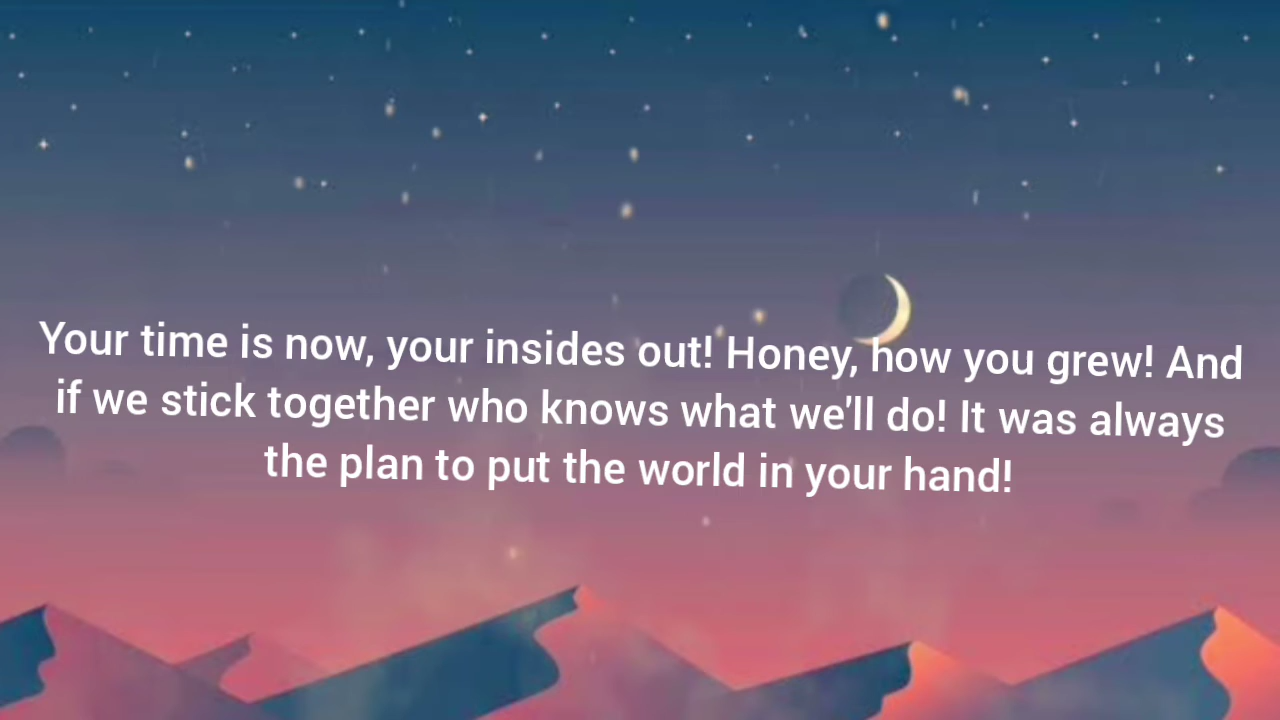 Your time is now, your insides out! Honey, how you grew! And
if we stick together who knows what we'll do! It was always
the plan to put the world in your hand!